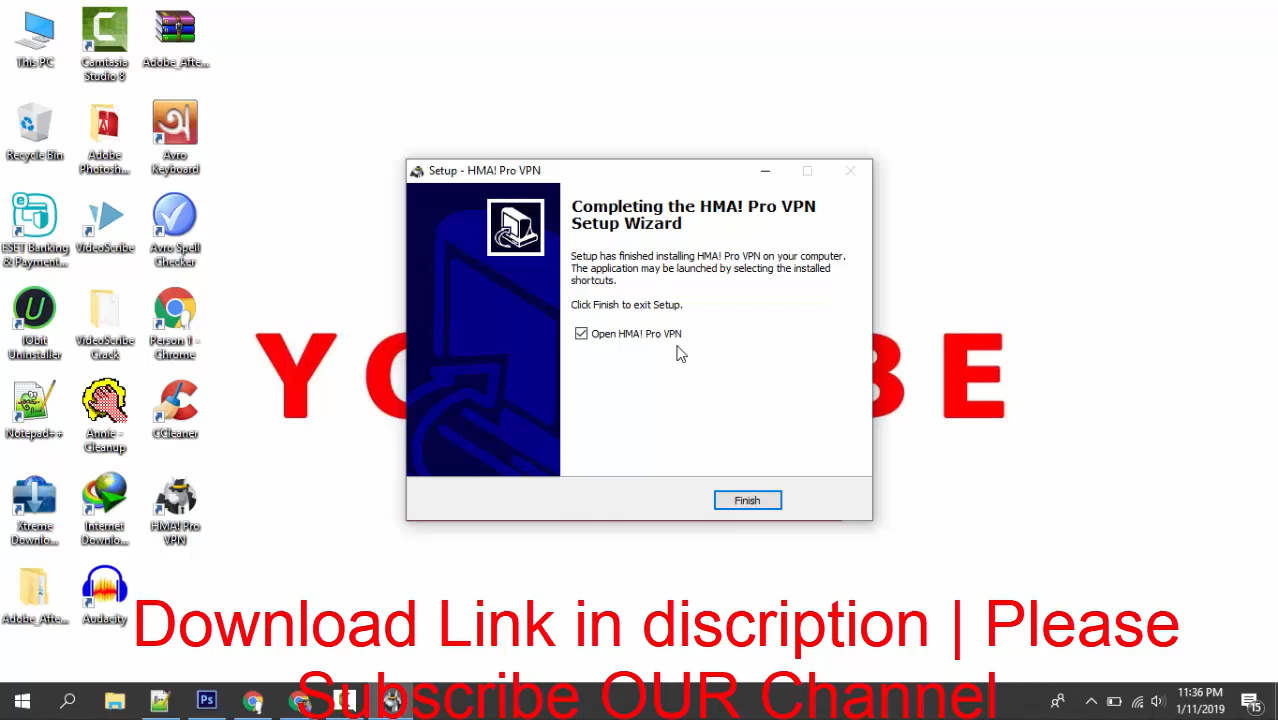 This PC
Camtasia
Studio 8
Adobe_Afte...
Recycle Bin
Adobe
Photosh...
Avro
Keyboard
ESET Banking
& Payment...
VideoScribe
Avro Spell
Checker
IObit
Uninstaller
VideoScribe
Crack
Person 1 -
Chrome
Notepad++
Annie -
Cleanup
CCleaner
Xtreme
Downlo...
Internet
Downlo...
HMA! Pro
VPN
Adobe_Afte...
Audacity
Setup - HMA! Pro VPN
Completing the HMA! Pro VPN
Setup Wizard
Setup has finished installing HMA! Pro VPN on your computer.
The application may be launched by selecting the installed
shortcuts.
Click Finish to exit Setup.
Open HMA! Pro VPN
Finish
Download Link in discription | Please
Subscribe OUR Channel
Ps
11:36 PM
1/11/2019
15